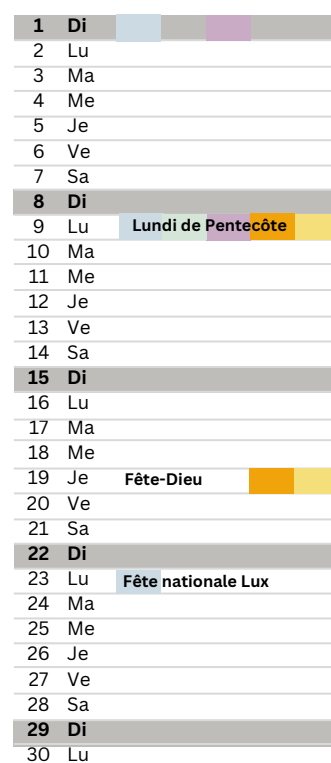 1 Di
2 Lu
3 Ma
4 Me
5 Je
6 Ve
7 Sa
8 Di
9 Lu Lundi de Pentecôte
10 Ma
11 Me
12 Je
13 Ve
14 Sa
15 Di
16 Lu
17 Ma
18 Me
19 Je Fête-Dieu
20 Ve
21 Sa
22 Di
23 Lu Fête nationale Lux
24 Ma
25 Me
26 Je
27 Ve
28 Sa
29 Di
30 Lu